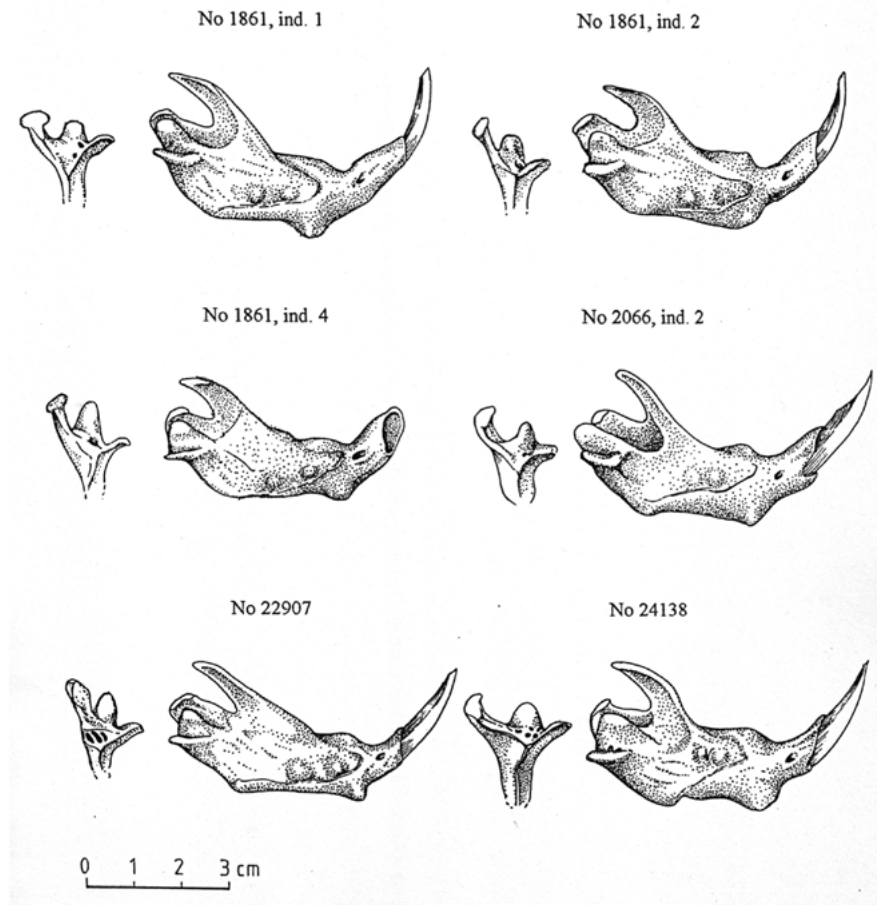 No 1861, ind. 1
No 1861, ind. 2
No 1861, ind. 4
No 2066, ind. 2
No 22907
No 24138
0 1 2 3 cm